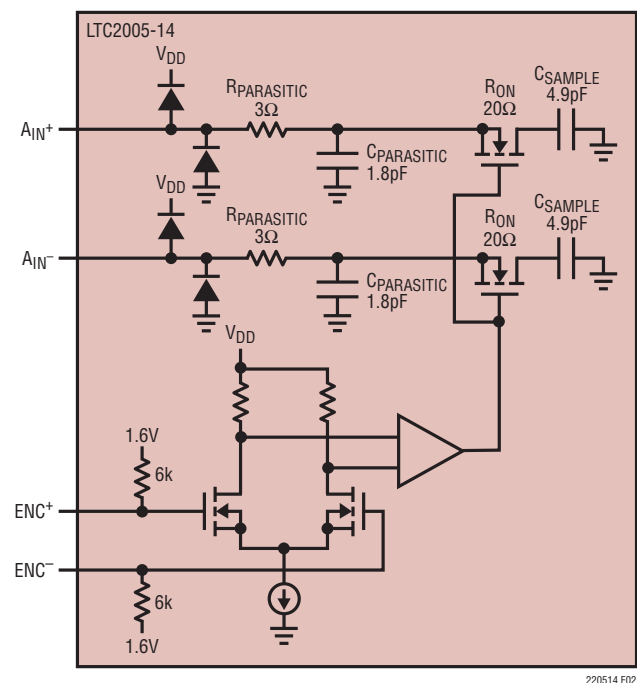 LTC2005-14
VDD
RPARASITIC
3Ω
RON
20Ω
CSAMPLE
4.9pF
AIN+
CPARASITIC
1.8pF
VDD
RPARASITIC
3Ω
RON
20Ω
CSAMPLE
4.9pF
AIN–
CPARASITIC
1.8pF
VDD
1.6V
6k
ENC+
ENC–
6k
1.6V
220514 F02